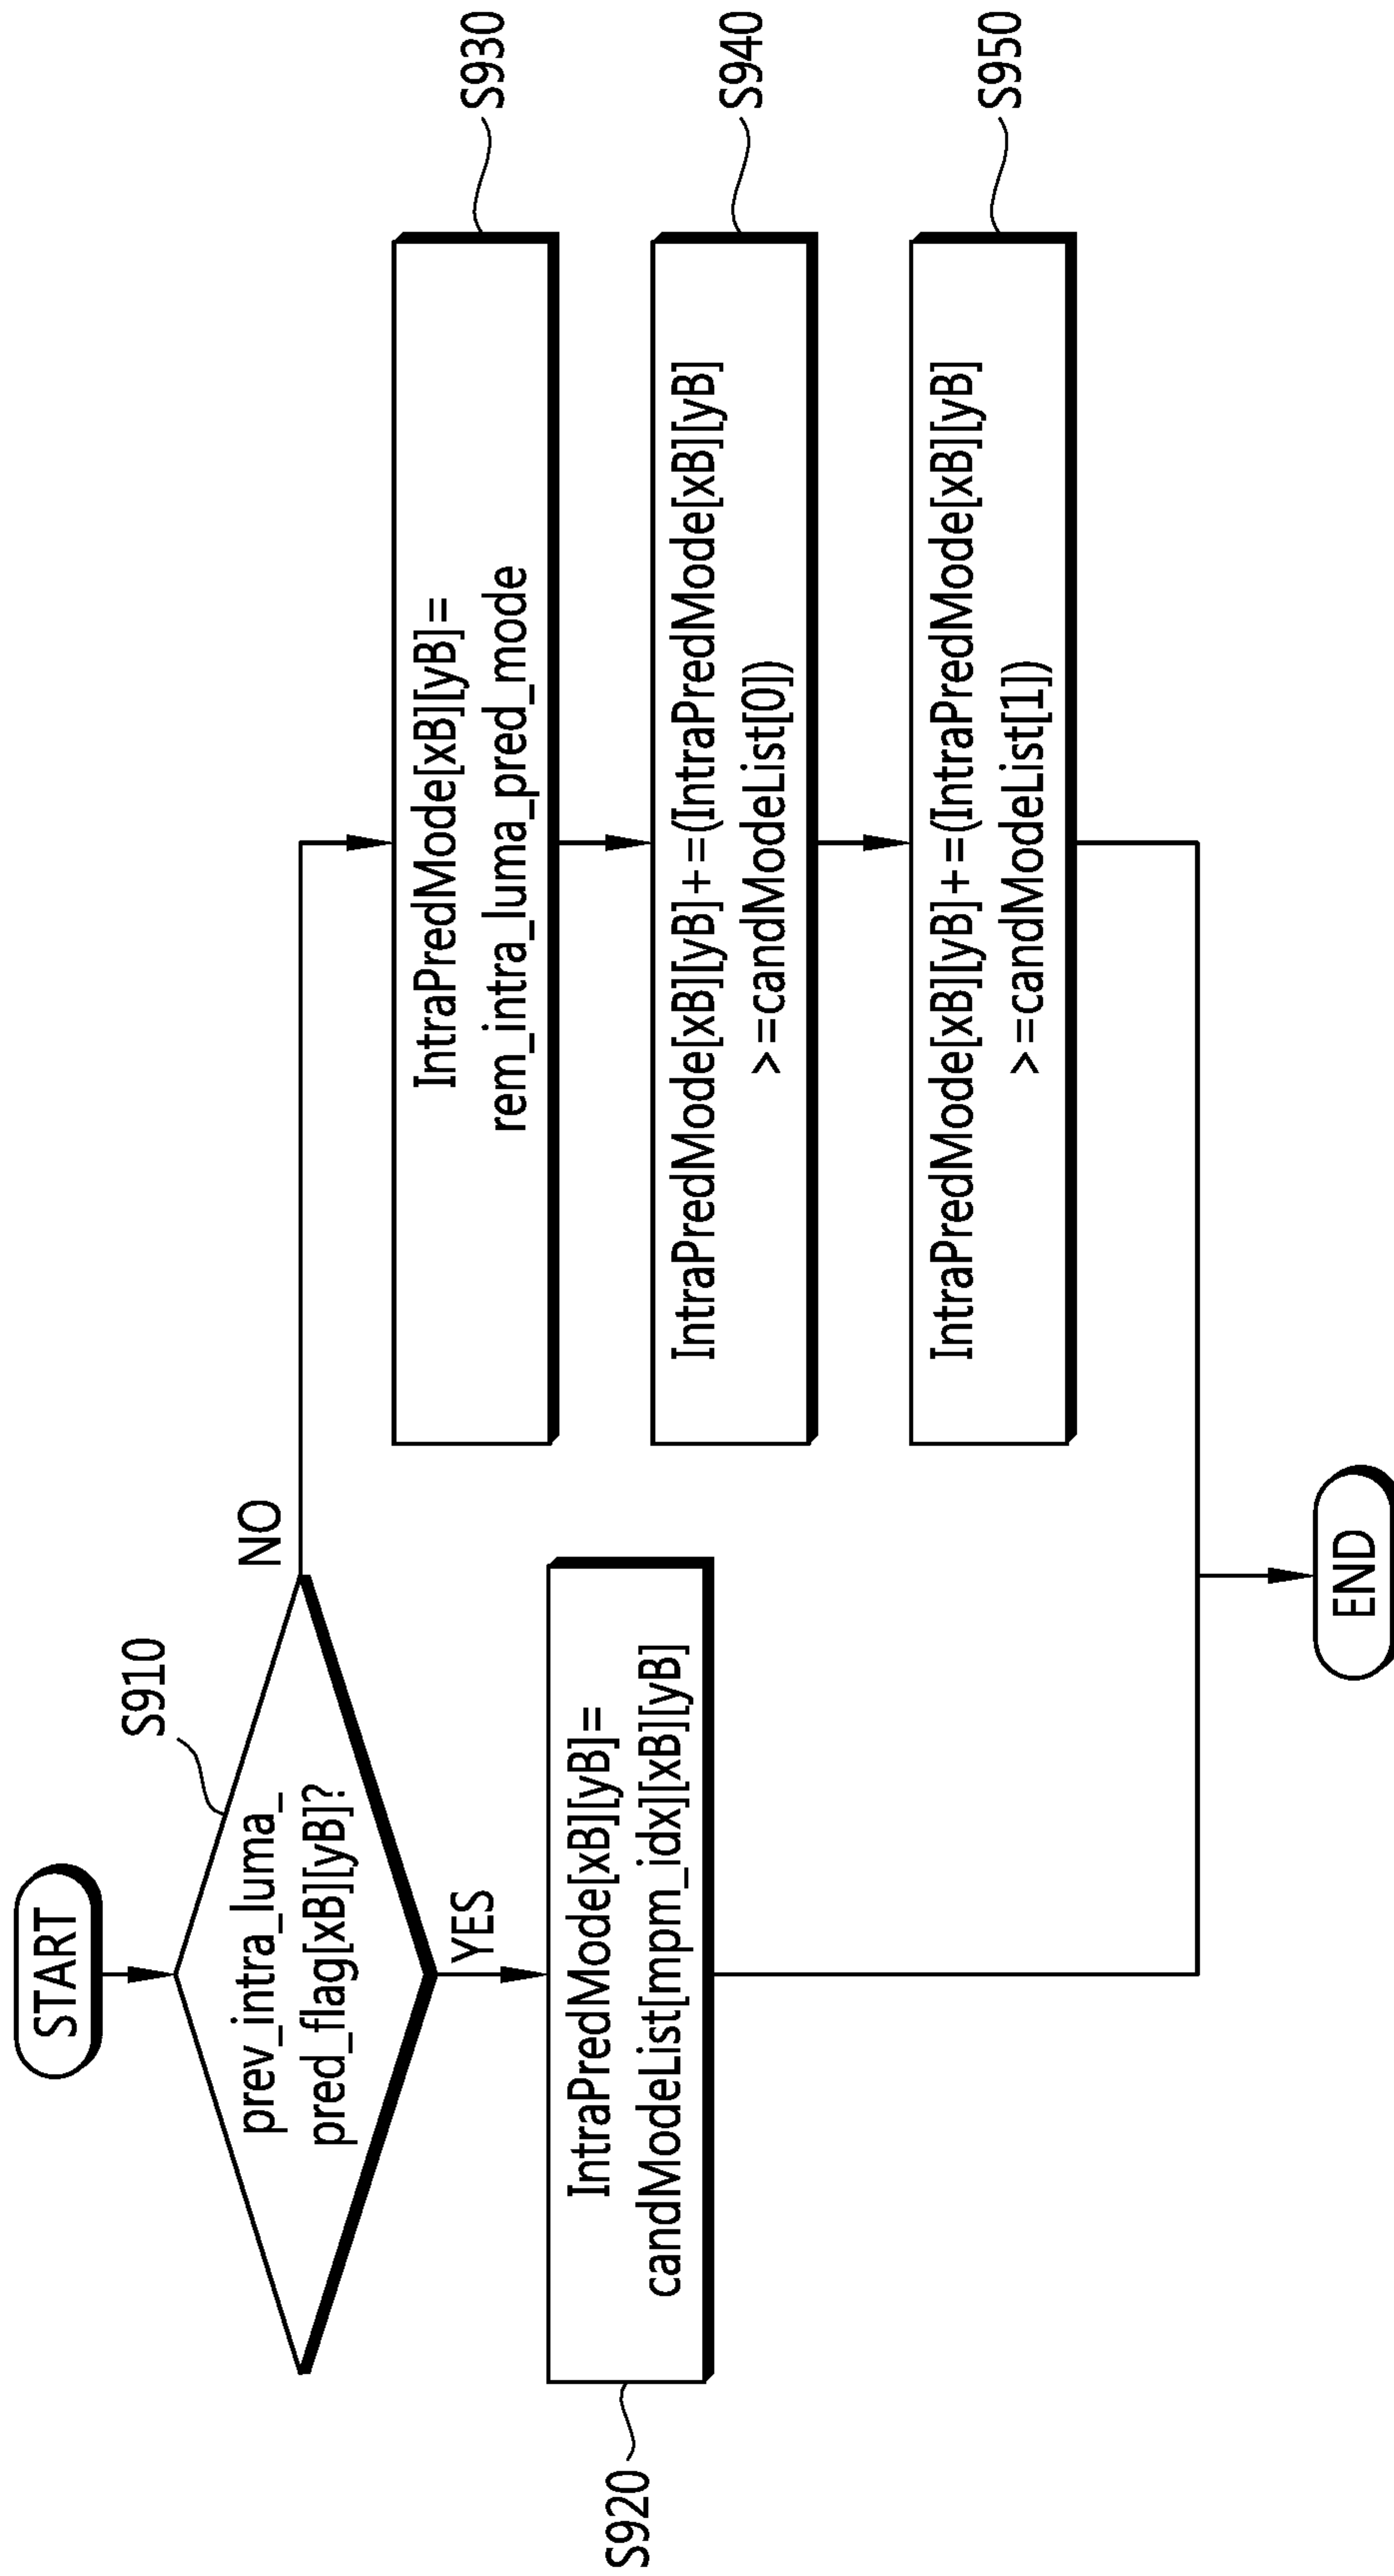 START
S910
prev_intra_luma_
pred_flag[xB][yB]?
NO
YES
S920
IntraPredMode[xB][yB]=
candModeList[mpm_idx][xB][yB]
IntraPredMode[xB][yB]=
rem_intra_luma_pred_mode
S930
IntraPredMode[xB][yB]+=(IntraPredMode[xB][yB]
>=candModeList[0])
S940
IntraPredMode[xB][yB]+=(IntraPredMode[xB][yB]
>=candModeList[1])
S950
END